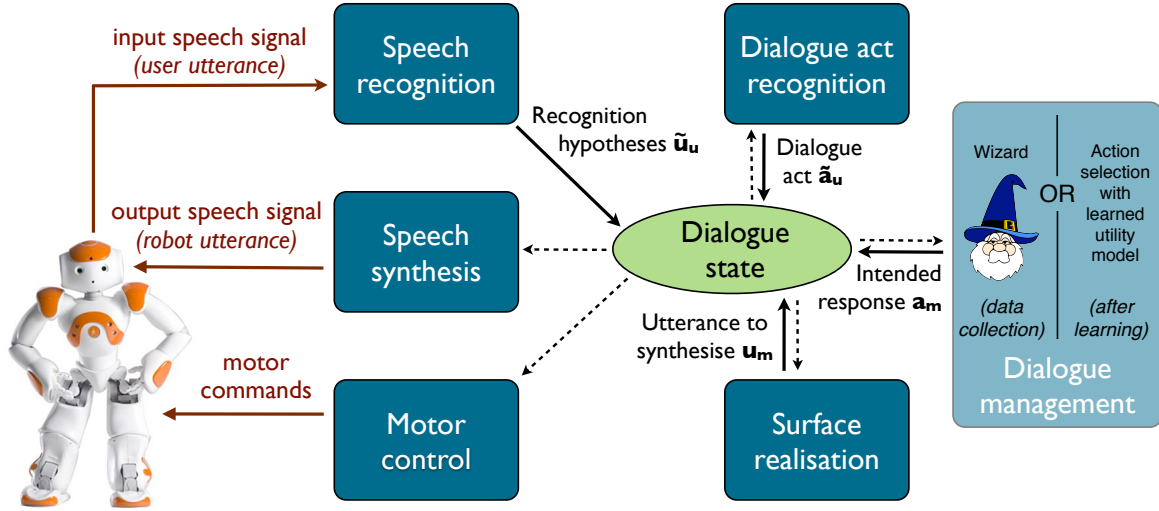 input speech signal
(user utterance)
Speech
recognition
Dialogue act
recognition
Recognition
hypotheses ũu
Dialogue
act ãu
Wizard
OR
Action
selection
with
learned
utility
model
(data
collection)
(after
learning)
Dialogue
management
output speech signal
(robot utterance)
Speech
synthesis
Dialogue
state
Intended
response am
Utterance to
synthesise um
motor
commands
Motor
control
Surface
realisation